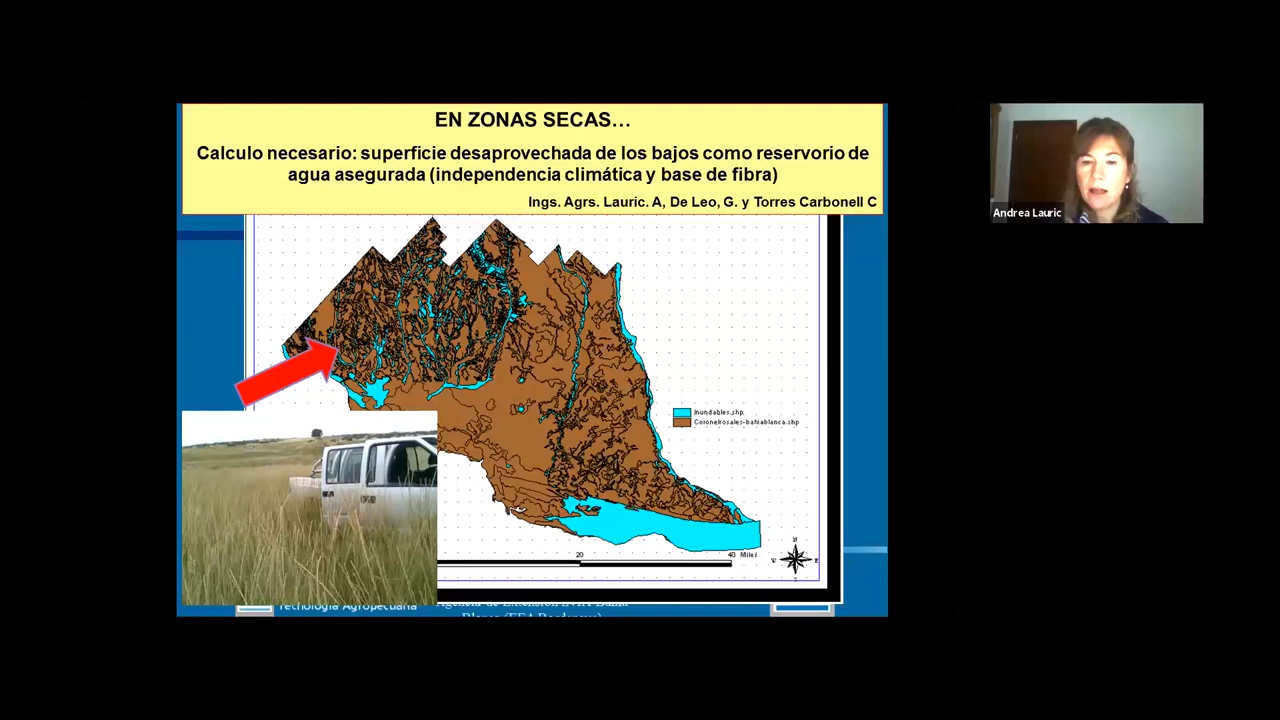 EN ZONAS SECAS...
Calculo necesario: superficie desaprovechada de los bajos como reservorio de
agua asegurada (independencia climática y base de fibra)
Ings. Agrs. Lauric. A, De Leo, G. y Torres Carbonell C
Andrea Lauric
Inundables.shp
Coronelrosales-bahiablanca.shp
N
W E
20 40 Miles
Tecnología Agropecuaria